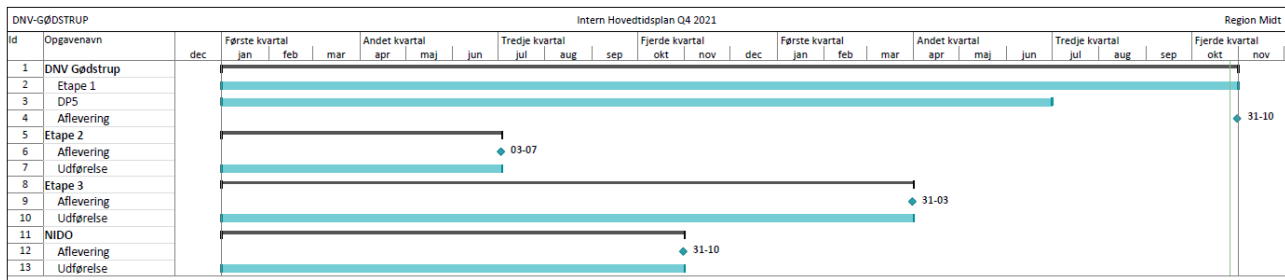 DNV-GØDSTRUP Intern Hovedtidsplan Q4 2021 Region Midt
Id Opgavenavn Første kvartal Andet kvartal Tredje kvartal Fjerde kvartal Første kvartal Andet kvartal Tredje kvartal Fjerde kvartal
dec jan feb mar apr maj jun jul aug sep okt nov dec jan feb mar apr maj jun jul aug sep okt nov
1 DNV Gødstrup
2 Etape 1
3 DP5
4 Aflevering 31-10
5 Etape 2
6 Aflevering 03-07
7 Udførelse
8 Etape 3
9 Aflevering 31-03
10 Udførelse
11 NIDO
12 Aflevering 31-10
13 Udførelse